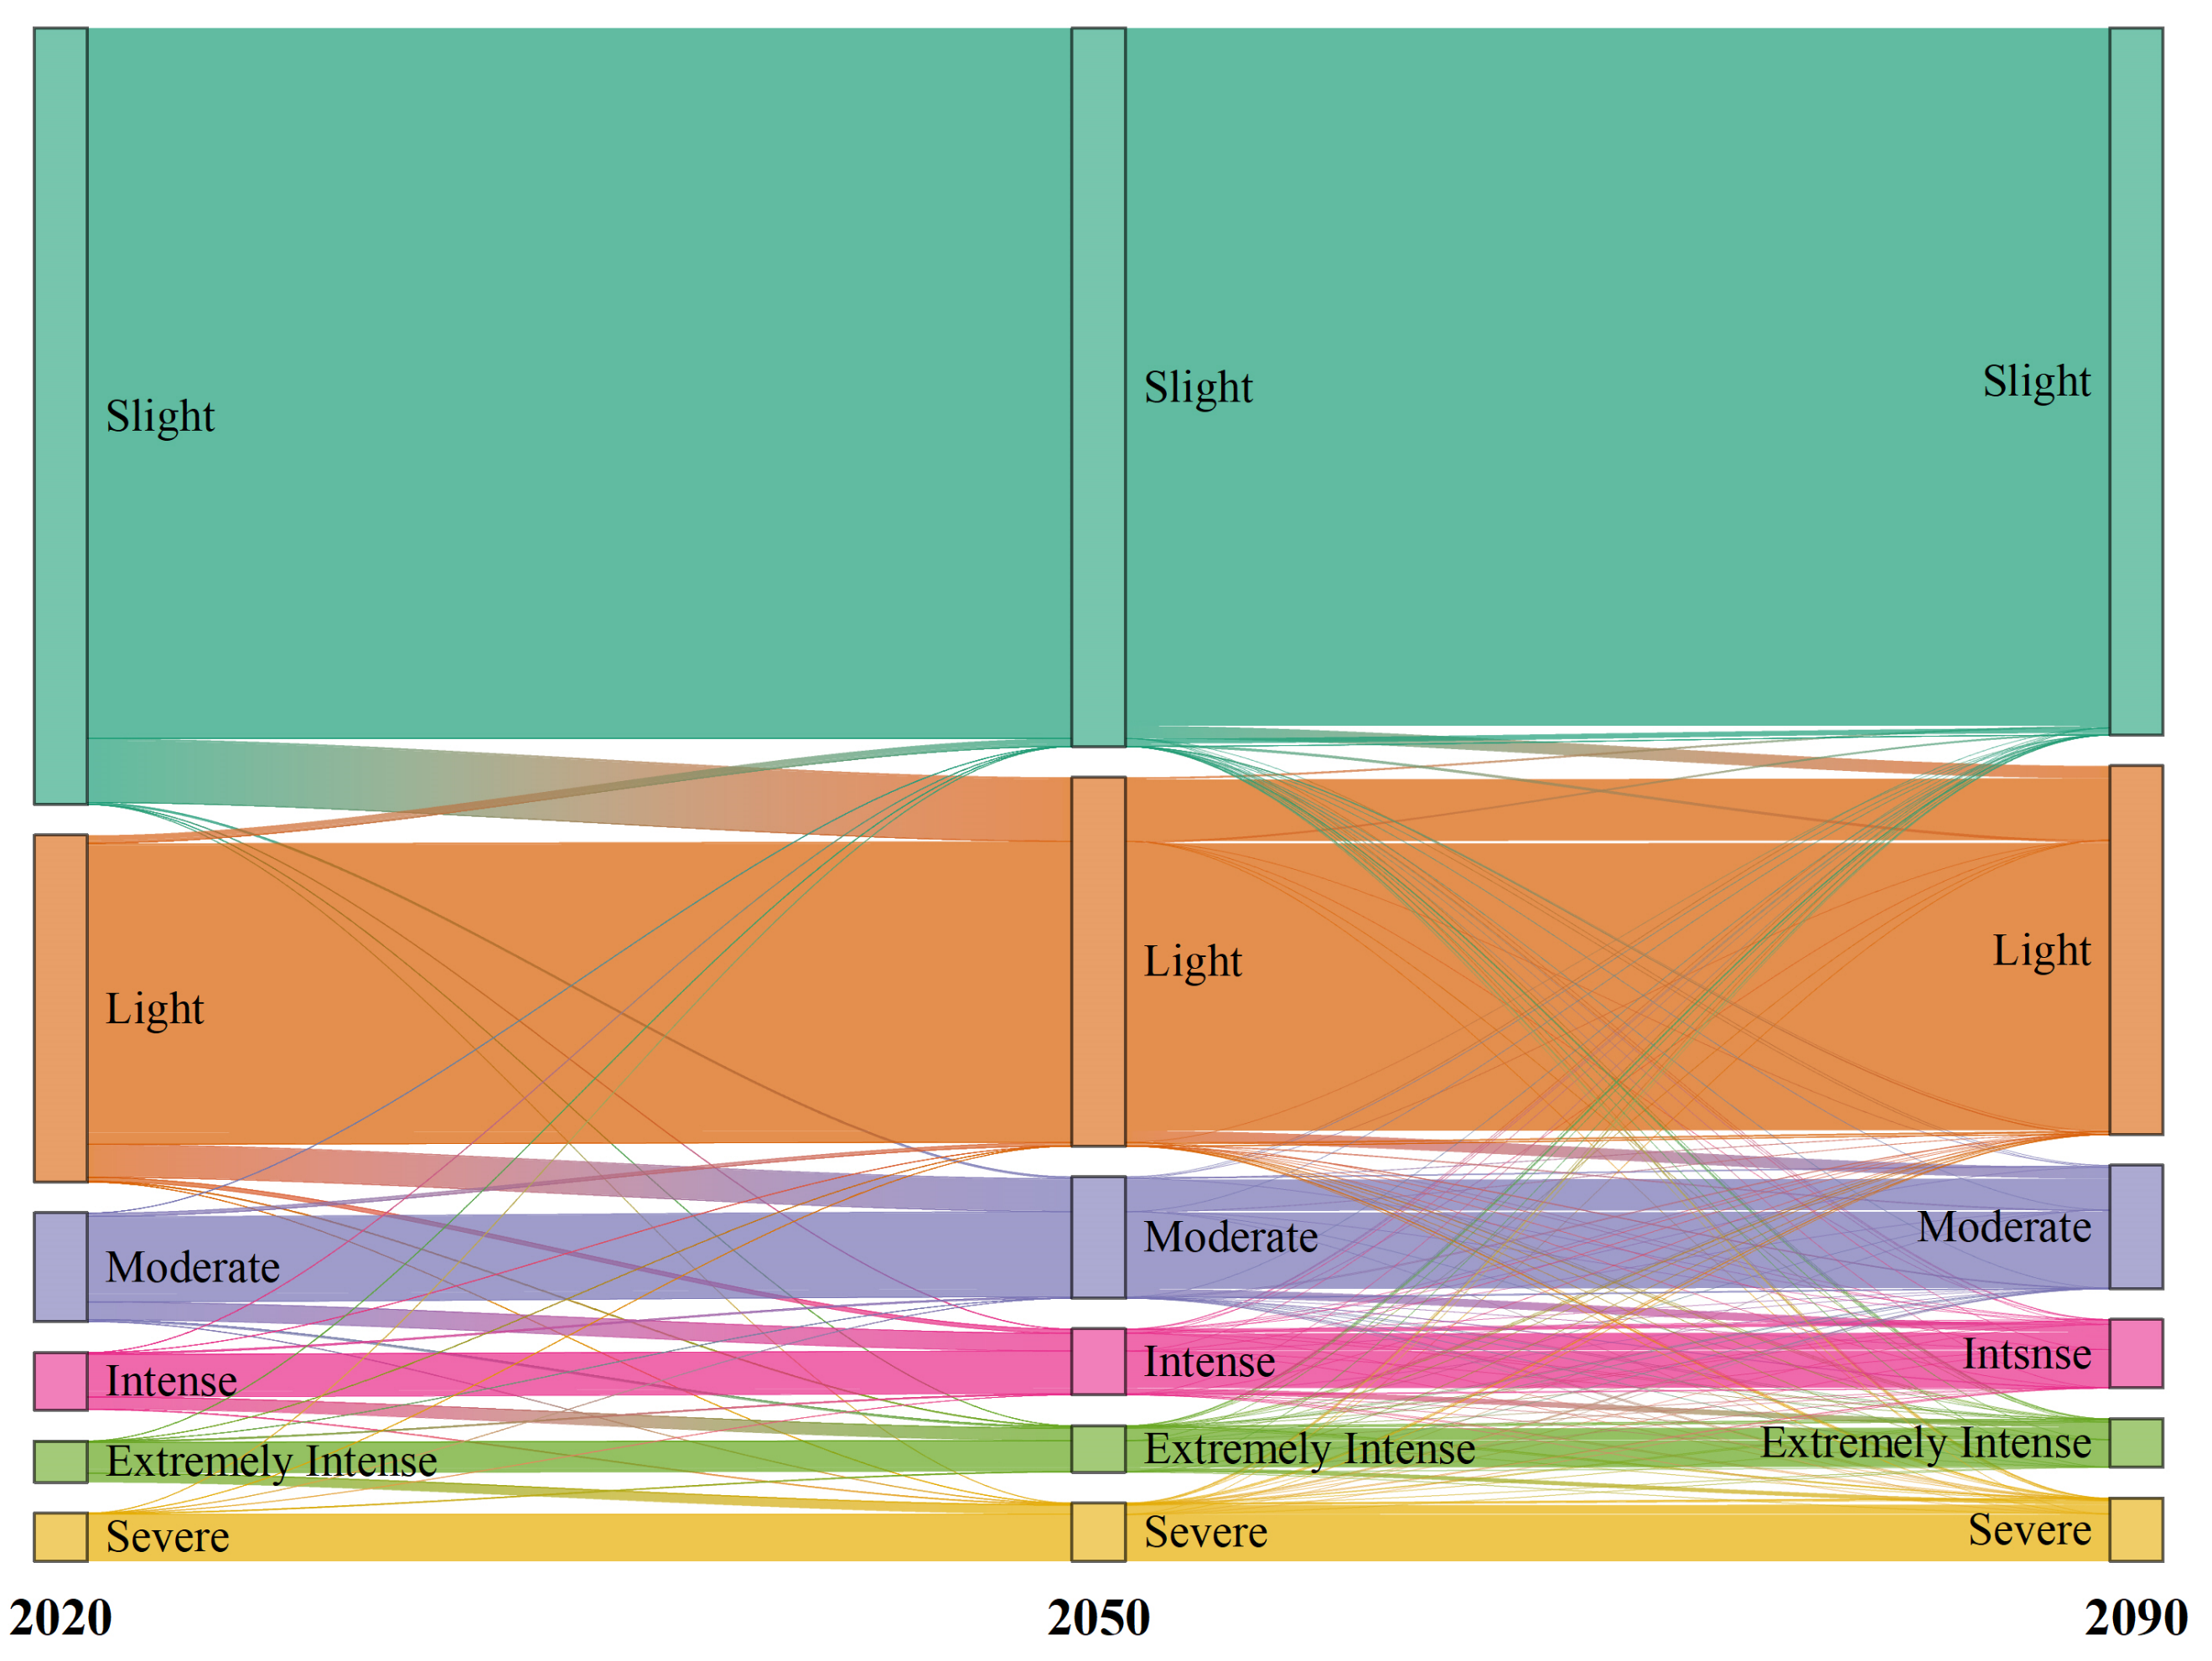 Slight
Slight
Slight
Light
Light
Light
Moderate
Moderate
Moderate
Intense
Intense
Intsnse
Extremely Intense
Extremely Intense
Extremely Intense
Severe
Severe
Severe
2020
2050
2090